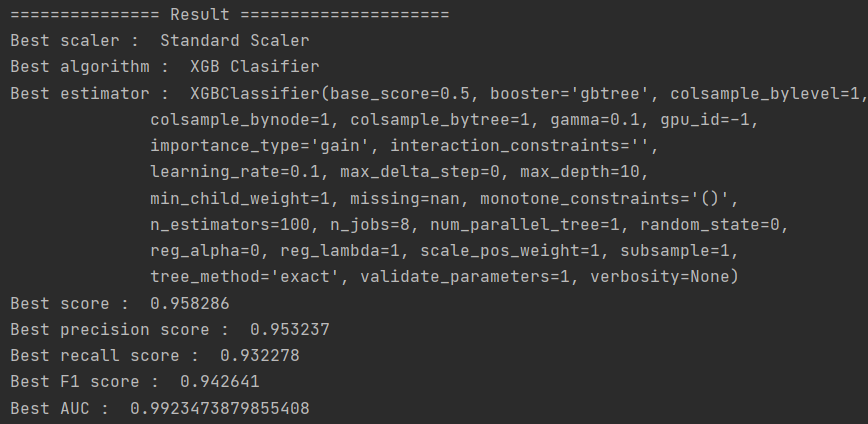 =============== Result =====================
Best scaler :  Standard Scaler
Best algorithm :  XGB Clasifier
Best estimator :  XGBClassifier(base_score=0.5, booster='gbtree', colsample_bylevel=1,
              colsample_bynode=1, colsample_bytree=1, gamma=0.1, gpu_id=-1,
              importance_type='gain', interaction_constraints='',
              learning_rate=0.1, max_delta_step=0, max_depth=10,
              min_child_weight=1, missing=nan, monotone_constraints='()',
              n_estimators=100, n_jobs=8, num_parallel_tree=1, random_state=0,
              reg_alpha=0, reg_lambda=1, scale_pos_weight=1, subsample=1,
              tree_method='exact', validate_parameters=1, verbosity=None)
Best score :  0.958286
Best precision score :  0.953237
Best recall score :  0.932278
Best F1 score :  0.942641
Best AUC :  0.9923473879855408